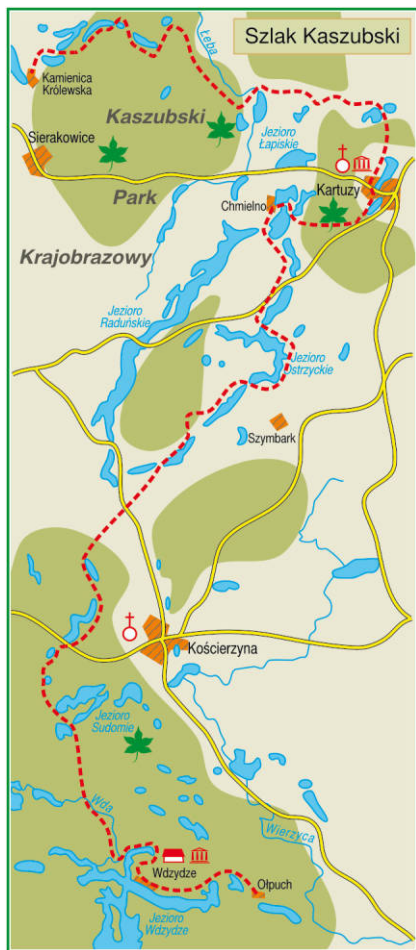 Szlak Kaszubski
Łeba
Kamienica
Królewska
Kaszubski
Sierakowice
Jezioro
Łapiskie
Park
Kartuzy
Chmielno
Krajobrazowy
Jezioro
Raduńskie
Jezioro
Ostrzyckie
Szymbark
Kościerzyna
Jezioro
Sudomie
Wda
Wierzyca
Wdzydze
Ołpuch
Jezioro
Wdzydze